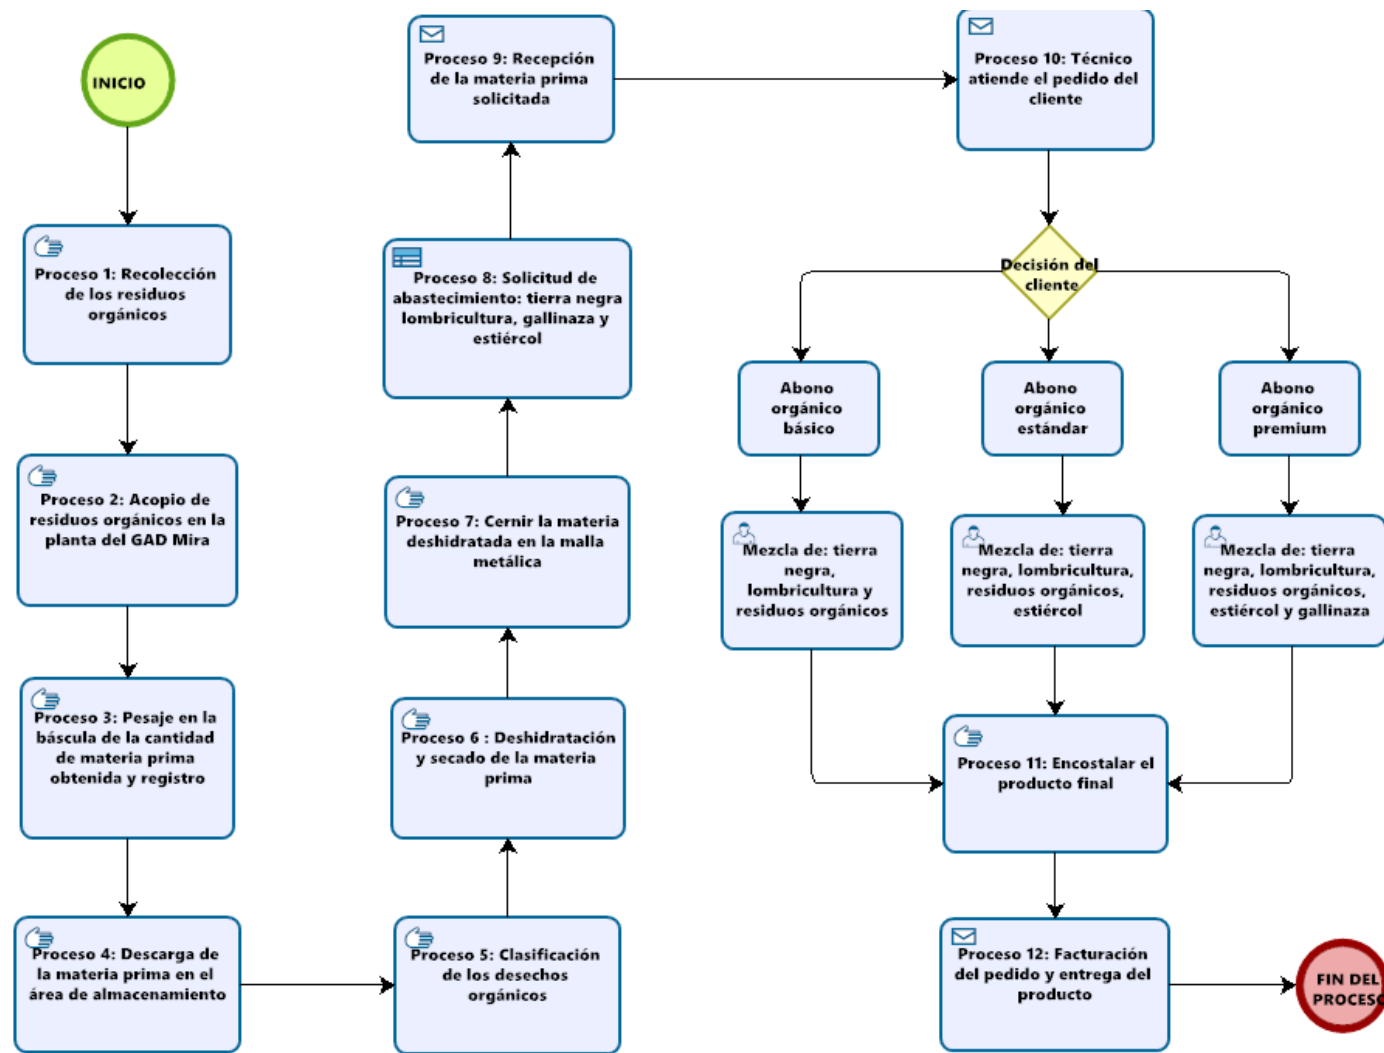 INICIO
Proceso 1: Recolección
de los residuos
orgánicos
Proceso 2: Acopio de
residuos orgánicos en la
planta del GAD Mira
Proceso 3: Pesaje en la
báscula de la cantidad
de materia prima
obtenida y registro
Proceso 4: Descarga de
la materia prima en el
área de almacenamiento
Proceso 5: Clasificación
de los desechos
orgánicos
Proceso 6 : Deshidratación
y secado de la materia
prima
Proceso 7: Cernir la materia
deshidratada en la malla
metálica
Proceso 8: Solicitud de
abastecimiento: tierra negra
lombricultura, gallinaza y
estiércol
Proceso 9: Recepción
de la materia prima
solicitada
Proceso 10: Técnico
atiende el pedido del
cliente
Decisión del
cliente
Abono
orgánico
básico
Abono
orgánico
estándar
Abono
orgánico
premium
Mezcla de: tierra
negra,
lombricultura y
residuos orgánicos
Mezcla de: tierra
negra, lombricultura,
residuos orgánicos,
estiércol
Mezcla de: tierra
negra, lombricultura,
residuos orgánicos,
estiércol y gallinaza
Proceso 11: Encostalar el
producto final
Proceso 12: Facturación
del pedido y entrega del
producto
FIN DEL
PROCESO